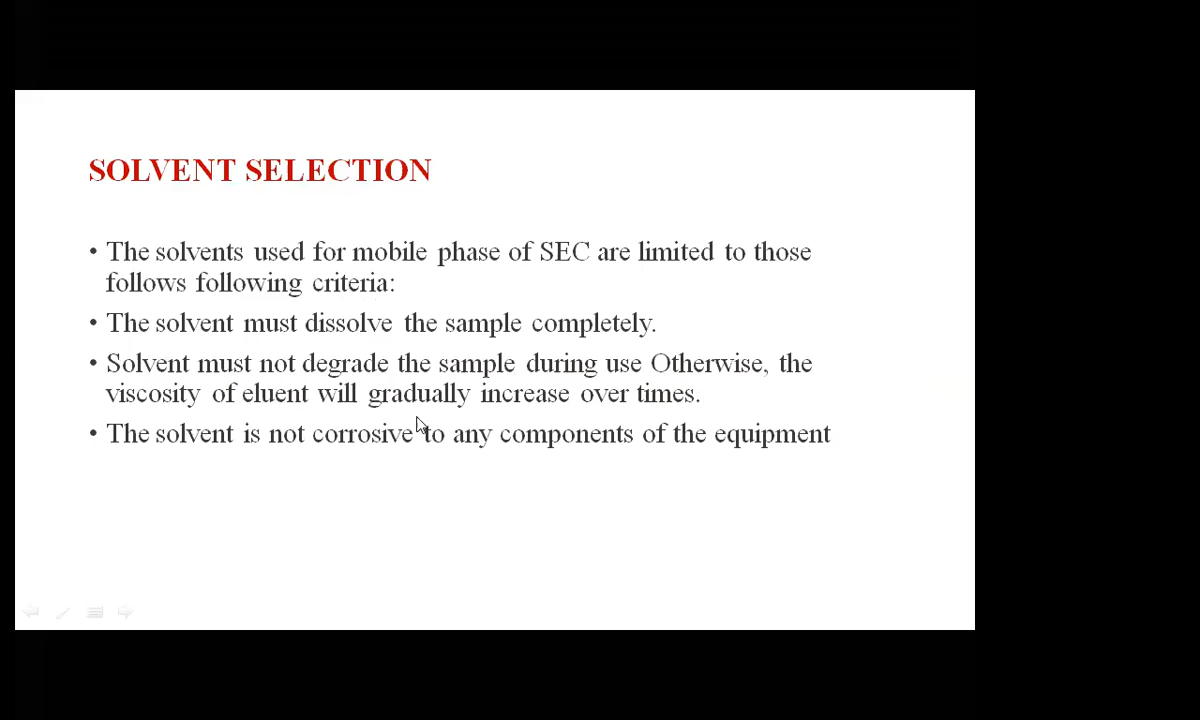 SOLVENT SELECTION
• The solvents used for mobile phase of SEC are limited to those
follows following criteria:
• The solvent must dissolve the sample completely.
• Solvent must not degrade the sample during use Otherwise, the
viscosity of eluent will gradually increase over times.
• The solvent is not corrosive to any components of the equipment